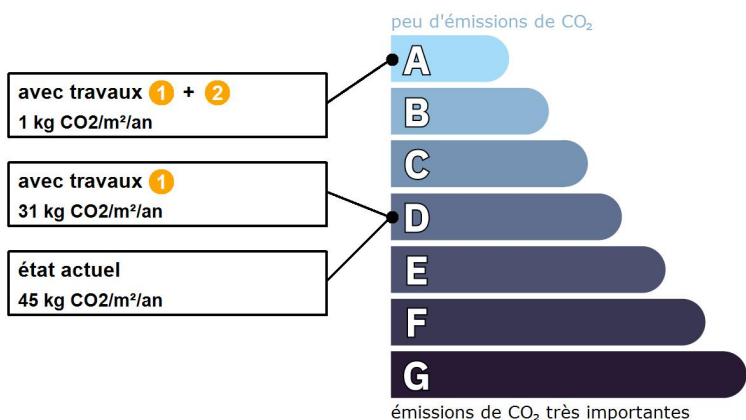 peu d'émissions de CO₂
A
avec travaux 1 + 2
1 kg CO2/m²/an
B
C
avec travaux 1
31 kg CO2/m²/an
D
état actuel
45 kg CO2/m²/an
E
F
G
émissions de CO₂ très importantes